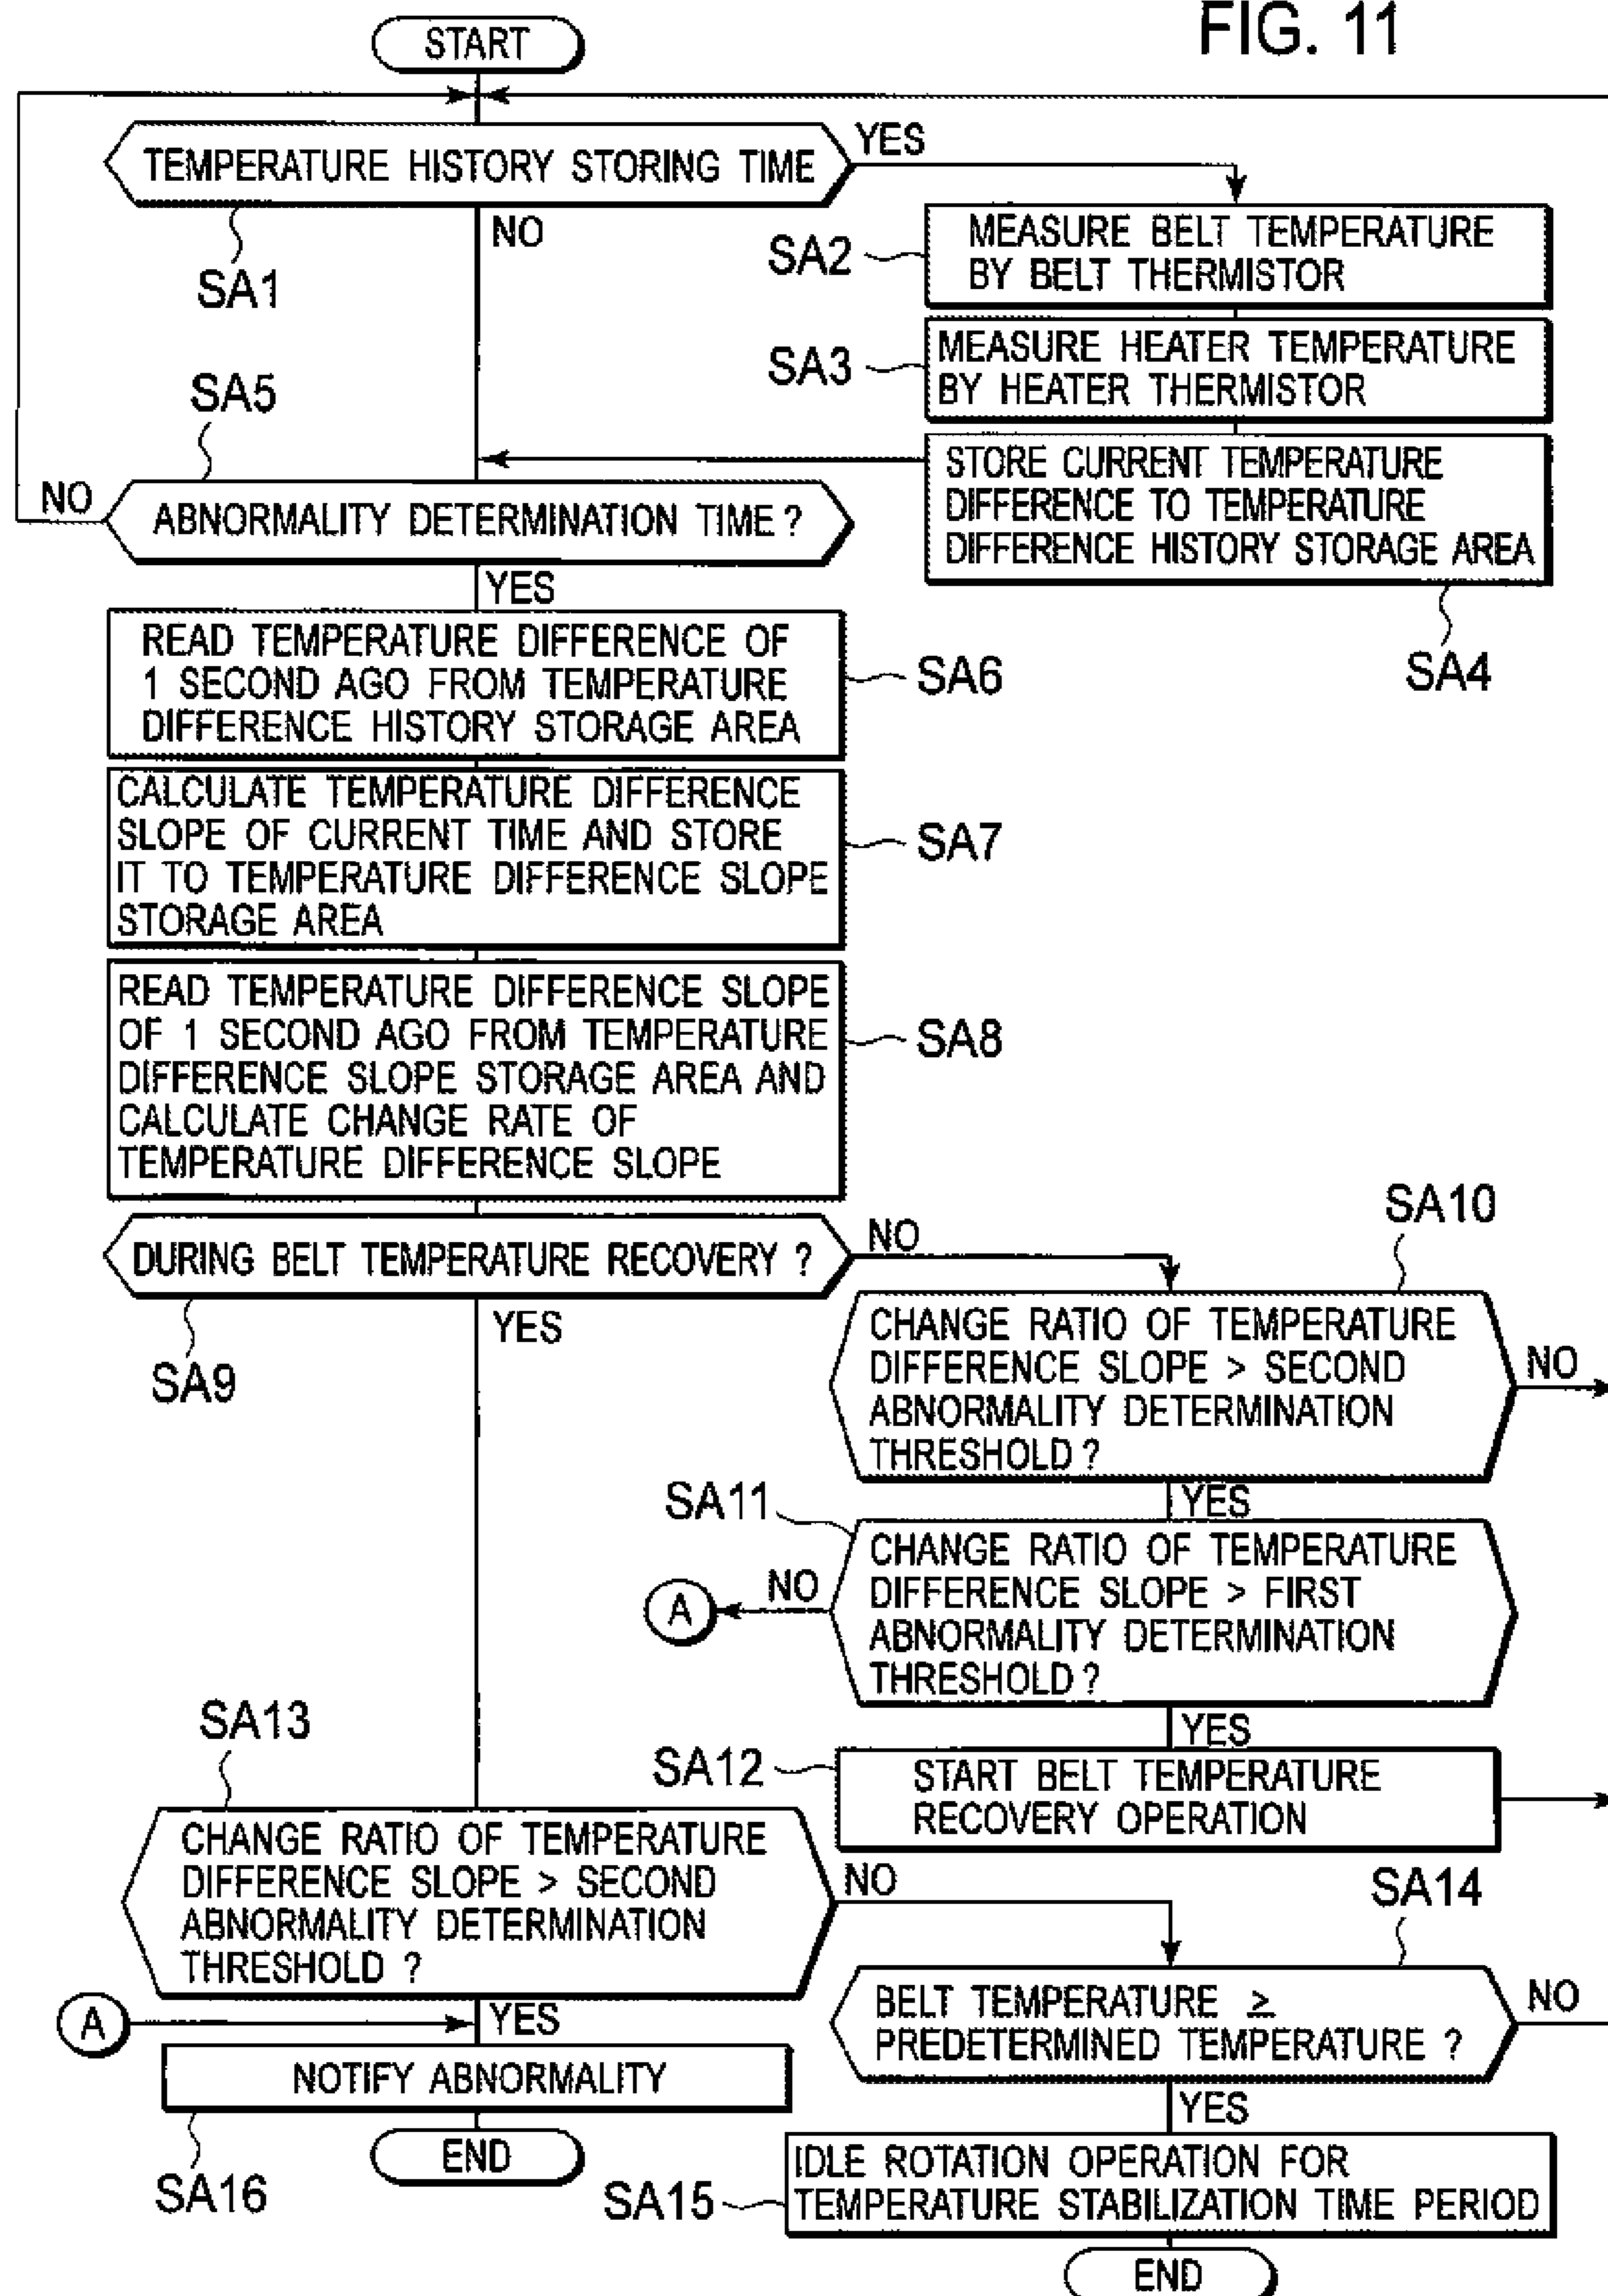 FIG. 11
START
TEMPERATURE HISTORY STORING TIME
YES
NO
SA1
MEASURE BELT TEMPERATURE
BY BELT THERMISTOR
SA2
MEASURE HEATER TEMPERATURE
BY HEATER THERMISTOR
SA3
STORE CURRENT TEMPERATURE
DIFFERENCE TO TEMPERATURE
DIFFERENCE HISTORY STORAGE AREA
SA4
SA5
NO
ABNORMALITY DETERMINATION TIME ?
YES
READ TEMPERATURE DIFFERENCE OF
1 SECOND AGO FROM TEMPERATURE
DIFFERENCE HISTORY STORAGE AREA
SA6
CALCULATE TEMPERATURE DIFFERENCE
SLOPE OF CURRENT TIME AND STORE
IT TO TEMPERATURE DIFFERENCE SLOPE
STORAGE AREA
SA7
READ TEMPERATURE DIFFERENCE SLOPE
OF 1 SECOND AGO FROM TEMPERATURE
DIFFERENCE SLOPE STORAGE AREA AND
CALCULATE CHANGE RATE OF
TEMPERATURE DIFFERENCE SLOPE
SA8
DURING BELT TEMPERATURE RECOVERY ?
NO
YES
SA9
SA10
CHANGE RATIO OF TEMPERATURE
DIFFERENCE SLOPE > SECOND
ABNORMALITY DETERMINATION
THRESHOLD ?
NO
YES
SA11
CHANGE RATIO OF TEMPERATURE
DIFFERENCE SLOPE > FIRST
ABNORMALITY DETERMINATION
THRESHOLD ?
NO
A
YES
SA12
START BELT TEMPERATURE
RECOVERY OPERATION
SA13
CHANGE RATIO OF TEMPERATURE
DIFFERENCE SLOPE > SECOND
ABNORMALITY DETERMINATION
THRESHOLD ?
NO
SA14
BELT TEMPERATURE ≥
PREDETERMINED TEMPERATURE ?
NO
YES
A
YES
NOTIFY ABNORMALITY
SA16
END
IDLE ROTATION OPERATION FOR
TEMPERATURE STABILIZATION TIME PERIOD
SA15
END